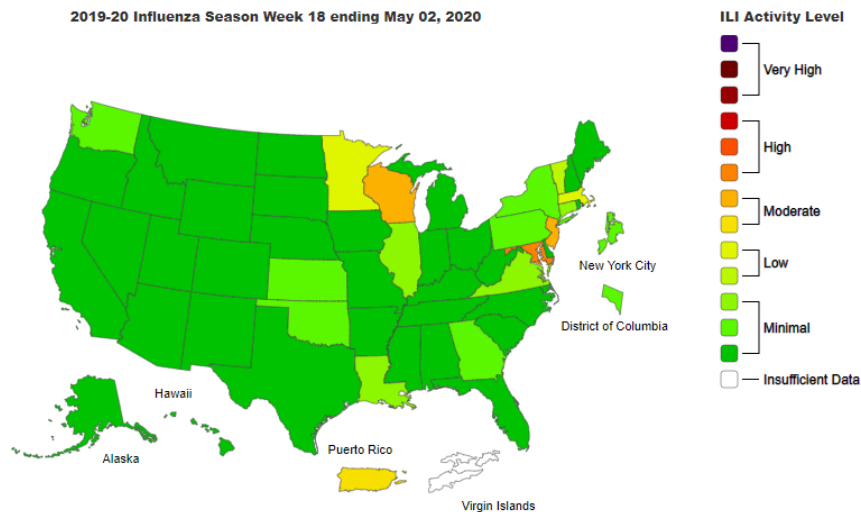 2019-20 Influenza Season Week 18 ending May 02, 2020
ILI Activity Level
Very High
High
Moderate
Low
Minimal
Insufficient Data
New York City
District of Columbia
Hawaii
Alaska
Puerto Rico
Virgin Islands